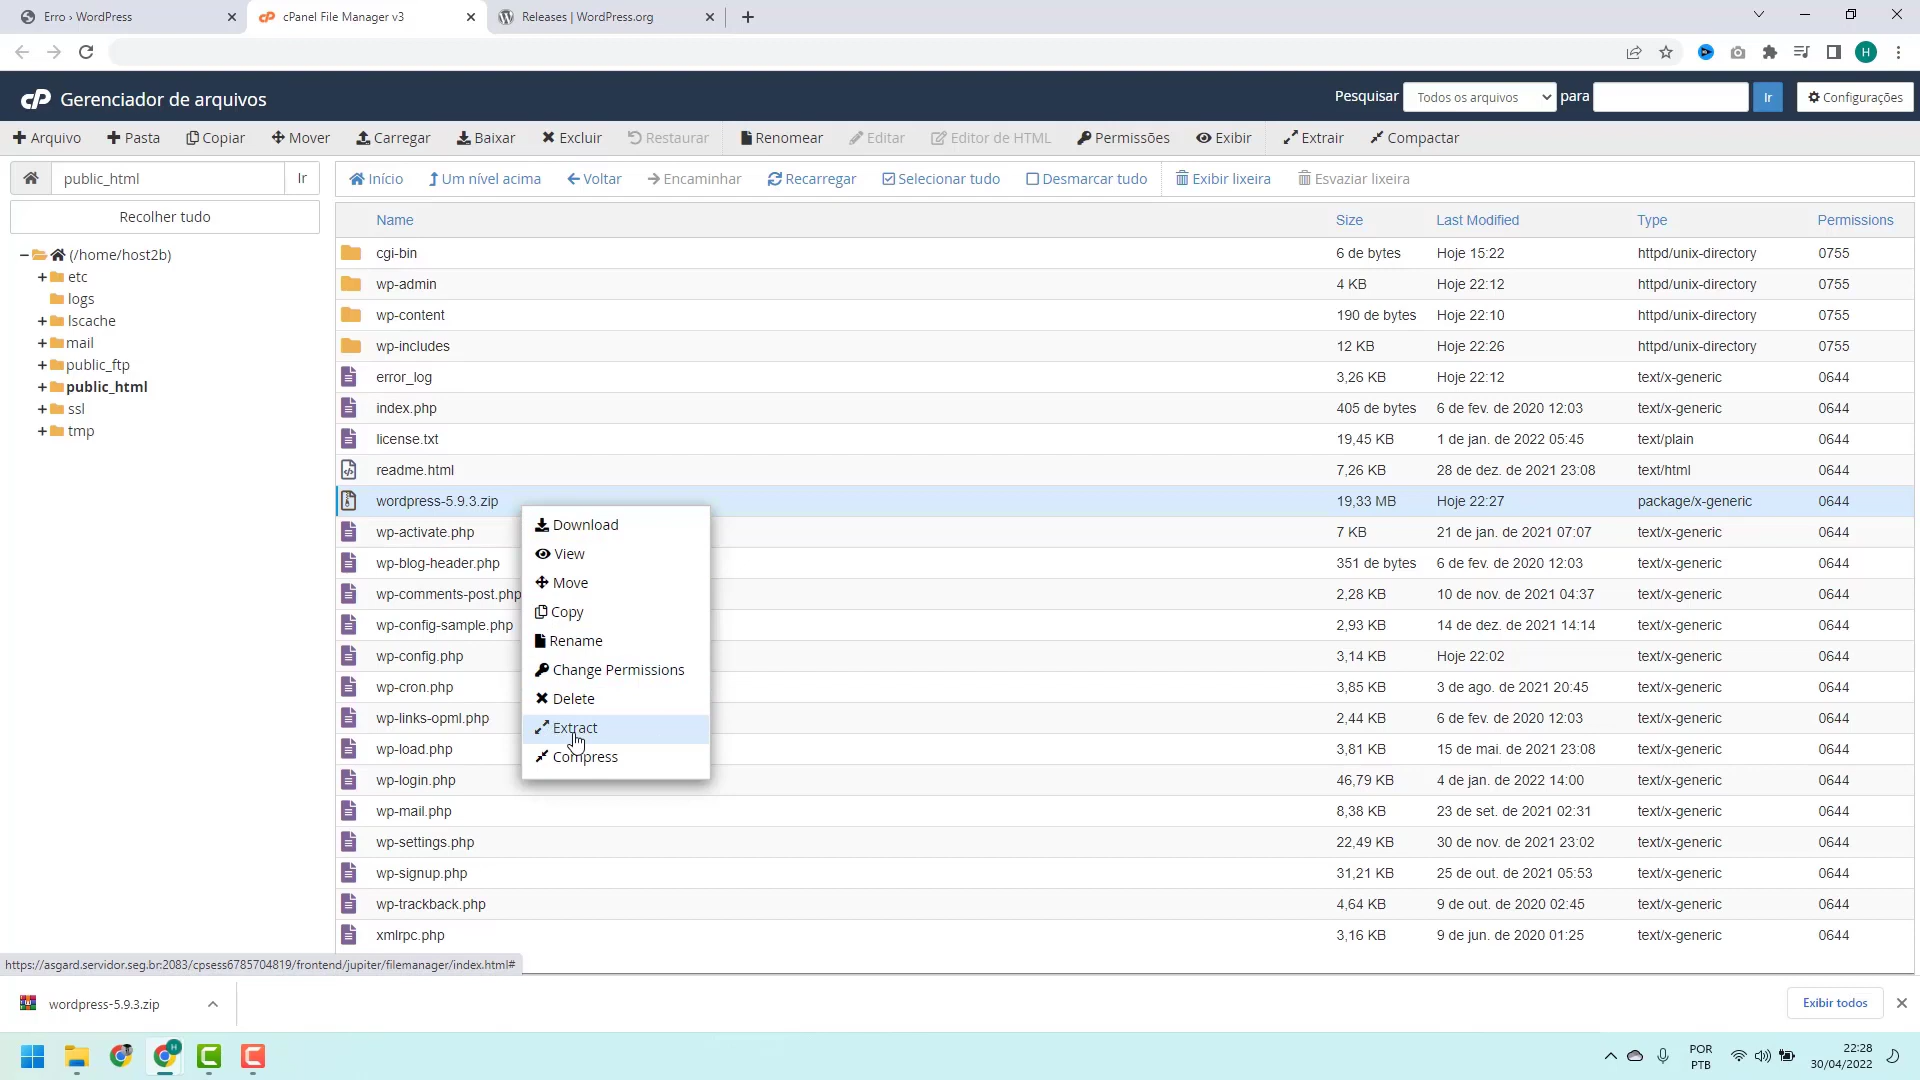 Erro › WordPress
cPanel File Manager v3
Releases | WordPress.org
H
cP Gerenciador de arquivos
Pesquisar Todos os arquivos para Ir Configurações
Arquivo Pasta Copiar Mover Carregar Baixar Excluir Restaurar Renomear Editar Editor de HTML Permissões Exibir Extrair Compactar
public_html Ir
Início Um nível acima Voltar Encaminhar Recarregar Selecionar tudo Desmarcar tudo Exibir lixeira Esvaziar lixeira
Recolher tudo
(/home/host2b)
etc
logs
lscache
mail
public_ftp
public_html
ssl
tmp
Name Size Last Modified Type Permissions
cgi-bin 6 de bytes Hoje 15:22 httpd/unix-directory 0755
wp-admin 4 KB Hoje 22:12 httpd/unix-directory 0755
wp-content 190 de bytes Hoje 22:10 httpd/unix-directory 0755
wp-includes 12 KB Hoje 22:26 httpd/unix-directory 0755
error_log 3,26 KB Hoje 22:12 text/x-generic 0644
index.php 405 de bytes 6 de fev. de 2020 12:03 text/x-generic 0644
license.txt 19,45 KB 1 de jan. de 2022 05:45 text/plain 0644
readme.html 7,26 KB 28 de dez. de 2021 23:08 text/html 0644
wordpress-5.9.3.zip 19,33 MB Hoje 22:27 package/x-generic 0644
wp-activate.php 7 KB 21 de jan. de 2021 07:07 text/x-generic 0644
wp-blog-header.php 351 de bytes 6 de fev. de 2020 12:03 text/x-generic 0644
wp-comments-post.php 2,28 KB 10 de nov. de 2021 04:37 text/x-generic 0644
wp-config-sample.php 2,93 KB 14 de dez. de 2021 14:14 text/x-generic 0644
wp-config.php 3,14 KB Hoje 22:02 text/x-generic 0644
wp-cron.php 3,85 KB 3 de ago. de 2021 20:45 text/x-generic 0644
wp-links-opml.php 2,44 KB 6 de fev. de 2020 12:03 text/x-generic 0644
wp-load.php 3,81 KB 15 de mai. de 2021 23:08 text/x-generic 0644
wp-login.php 46,79 KB 4 de jan. de 2022 14:00 text/x-generic 0644
wp-mail.php 8,38 KB 23 de set. de 2021 02:31 text/x-generic 0644
wp-settings.php 22,49 KB 30 de nov. de 2021 23:02 text/x-generic 0644
wp-signup.php 31,21 KB 25 de out. de 2021 05:53 text/x-generic 0644
wp-trackback.php 4,64 KB 9 de out. de 2020 02:45 text/x-generic 0644
xmlrpc.php 3,16 KB 9 de jun. de 2020 01:25 text/x-generic 0644
Download
View
Move
Copy
Rename
Change Permissions
Delete
Extract
Compress
https://asgard.servidor.seg.br:2083/cpsess6785704819/frontend/jupiter/filemanager/index.html#
wordpress-5.9.3.zip
Exibir todos
H
POR
PTB
22:28
30/04/2022